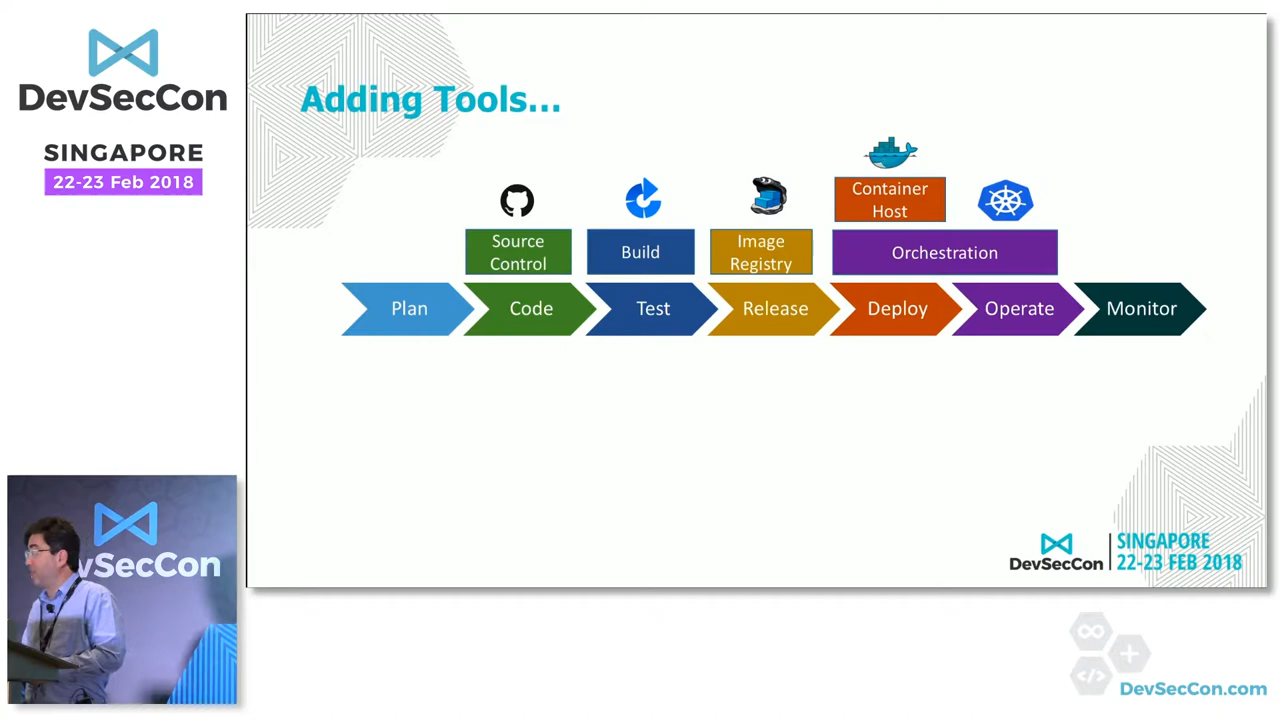 DevSecCon
SINGAPORE
22-23 Feb 2018
Adding Tools...
Container
Host
Source
Control
Build
Image
Registry
Orchestration
Plan
Code
Test
Release
Deploy
Operate
Monitor
DevSecCon
SINGAPORE
22-23 FEB 2018
vSecCon
DevSecCon.com